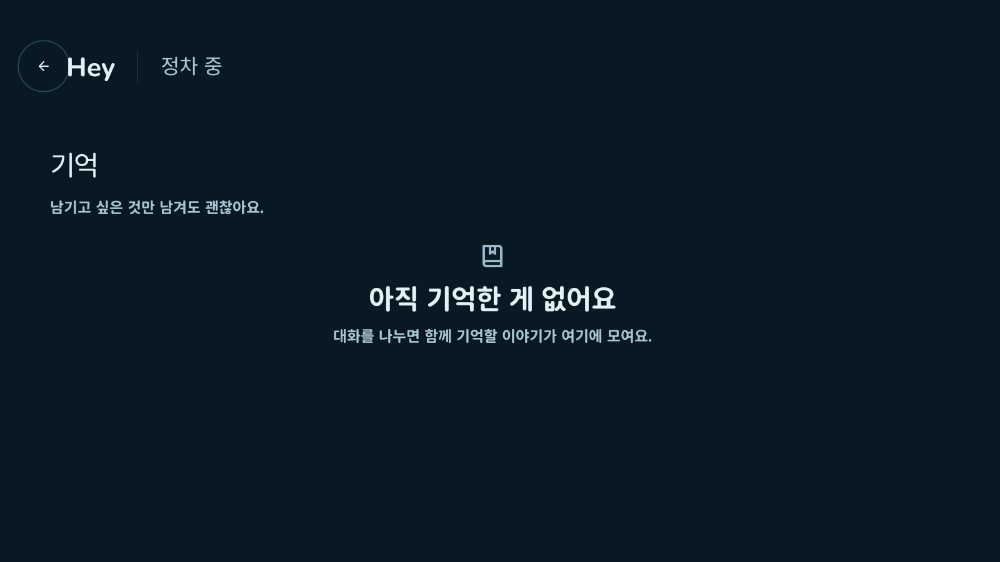 Hey
정차 중
기억
남기고 싶은 것만 남겨도 괜찮아요.
아직 기억한 게 없어요
대화를 나누면 함께 기억할 이야기가 여기에 모여요.